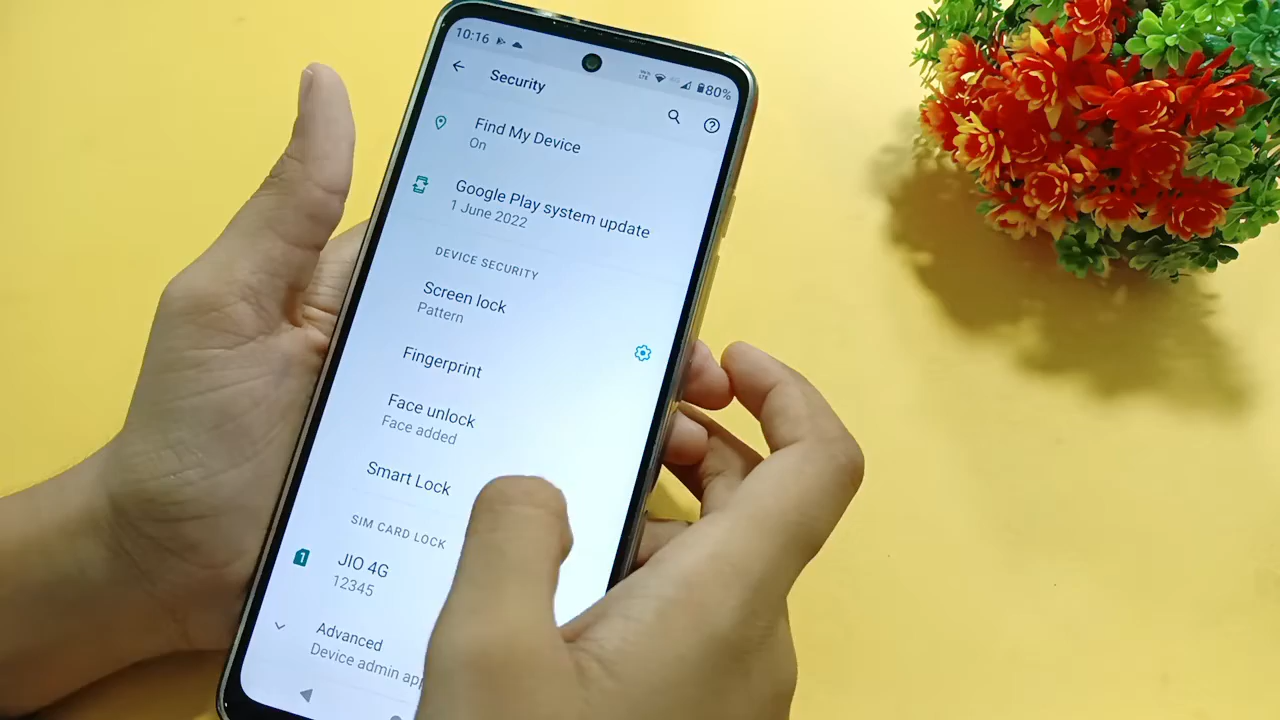 10:16
80%
Security
Find My Device
On
Google Play system update
1 June 2022
DEVICE SECURITY
Screen lock
Pattern
Fingerprint
Face unlock
Face added
Smart Lock
SIM CARD LOCK
1
JIO 4G
12345
Advanced
Device admin app